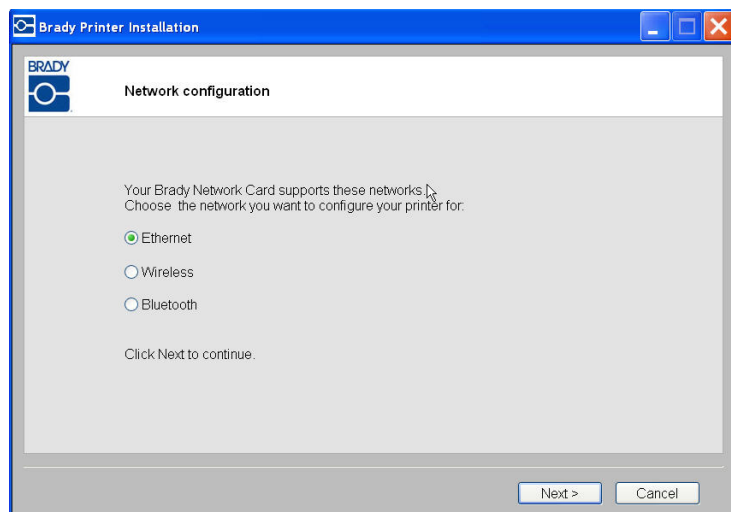 Brady Printer Installation
BRADY
Network configuration
Your Brady Network Card supports these networks.
Choose the network you want to configure your printer for:
Ethernet
Wireless
Bluetooth
Click Next to continue.
Next >
Cancel